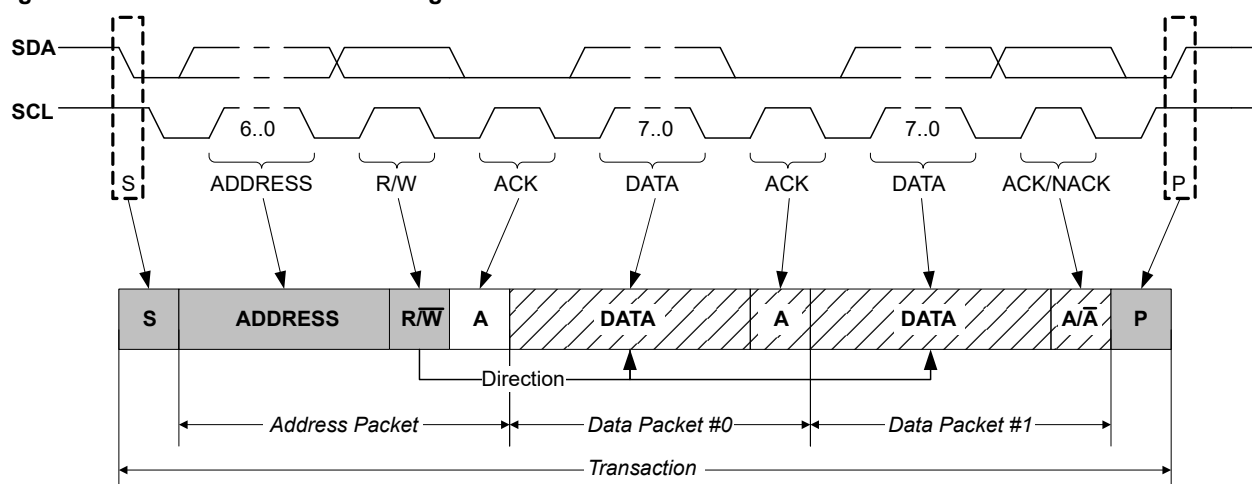 SDA
SCL
6..0 7..0 7..0
S ADDRESS R/W ACK DATA ACK DATA ACK/NACK P
S ADDRESS R/W̅ A DATA A DATA A/A̅ P
Direction
Address Packet Data Packet #0 Data Packet #1
Transaction